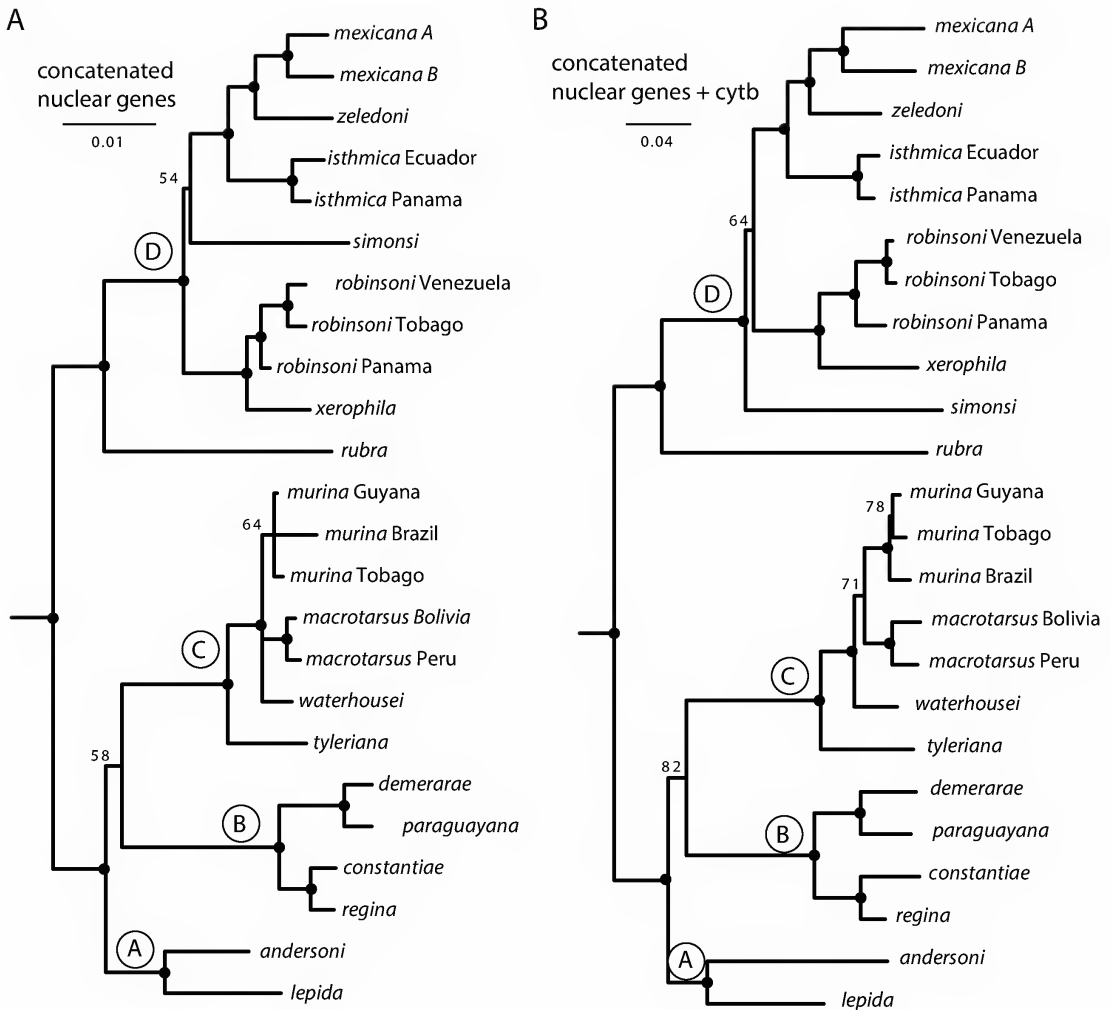 A
concatenated
nuclear genes
0.01
mexicana A
mexicana B
zeledoni
isthmica Ecuador
54
isthmica Panama
simonsi
D
robinsoni Venezuela
robinsoni Tobago
robinsoni Panama
xerophila
rubra
murina Guyana
64
murina Brazil
murina Tobago
macrotarsus Bolivia
C
macrotarsus Peru
waterhousei
tyleriana
58
demerarae
B
paraguayana
constantiae
regina
A
andersoni
lepida
B
concatenated
nuclear genes + cytb
0.04
mexicana A
mexicana B
zeledoni
isthmica Ecuador
isthmica Panama
64
robinsoni Venezuela
robinsoni Tobago
D
robinsoni Panama
xerophila
simonsi
rubra
murina Guyana
78
murina Tobago
murina Brazil
71
macrotarsus Bolivia
macrotarsus Peru
C
waterhousei
tyleriana
82
demerarae
B
paraguayana
constantiae
regina
A
andersoni
lepida